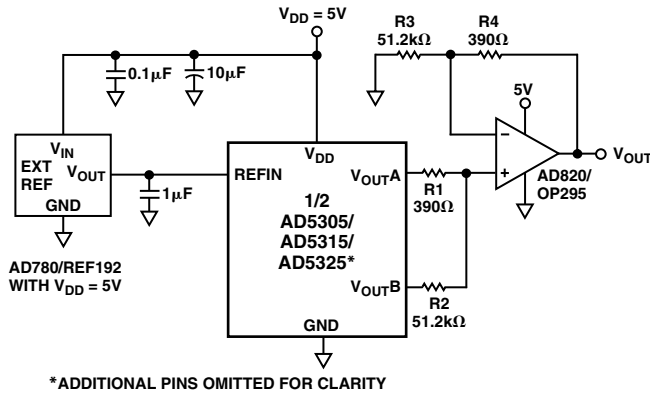 V_DD = 5V
0.1μF
10μF
R3
51.2kΩ
R4
390Ω
5V
V_IN
EXT
REF
V_OUT
GND
1μF
AD780/REF192
WITH V_DD = 5V
V_DD
REFIN
1/2
AD5305/
AD5315/
AD5325*
V_OUTA
V_OUTB
GND
R1
390Ω
R2
51.2kΩ
−
+
AD820/
OP295
V_OUT
*ADDITIONAL PINS OMITTED FOR CLARITY